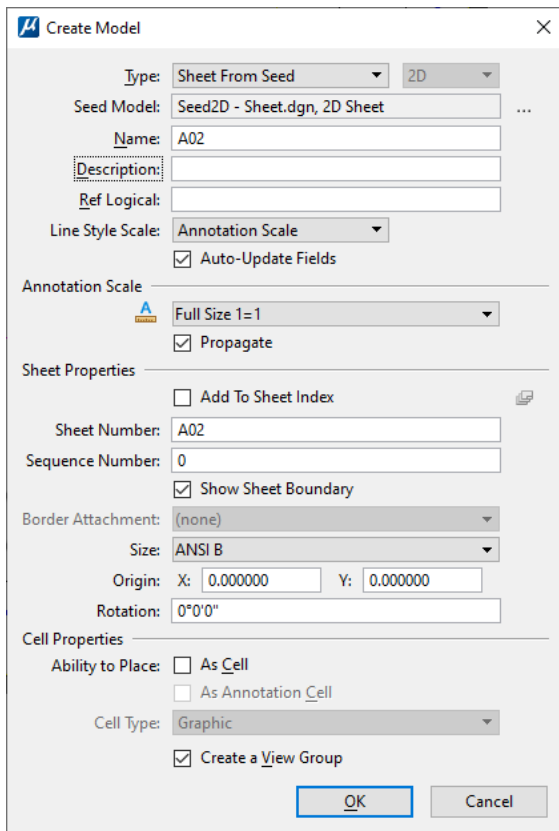 Create Model
Type: Sheet From Seed 2D
Seed Model: Seed2D - Sheet.dgn, 2D Sheet ...
Name: A02
Description:
Ref Logical:
Line Style Scale: Annotation Scale
Auto-Update Fields
Annotation Scale
A Full Size 1=1
Propagate
Sheet Properties
Add To Sheet Index
Sheet Number: A02
Sequence Number: 0
Show Sheet Boundary
Border Attachment: (none)
Size: ANSI B
Origin: X: 0.000000 Y: 0.000000
Rotation: 0°0'0"
Cell Properties
Ability to Place: As Cell
As Annotation Cell
Cell Type: Graphic
Create a View Group
OK Cancel